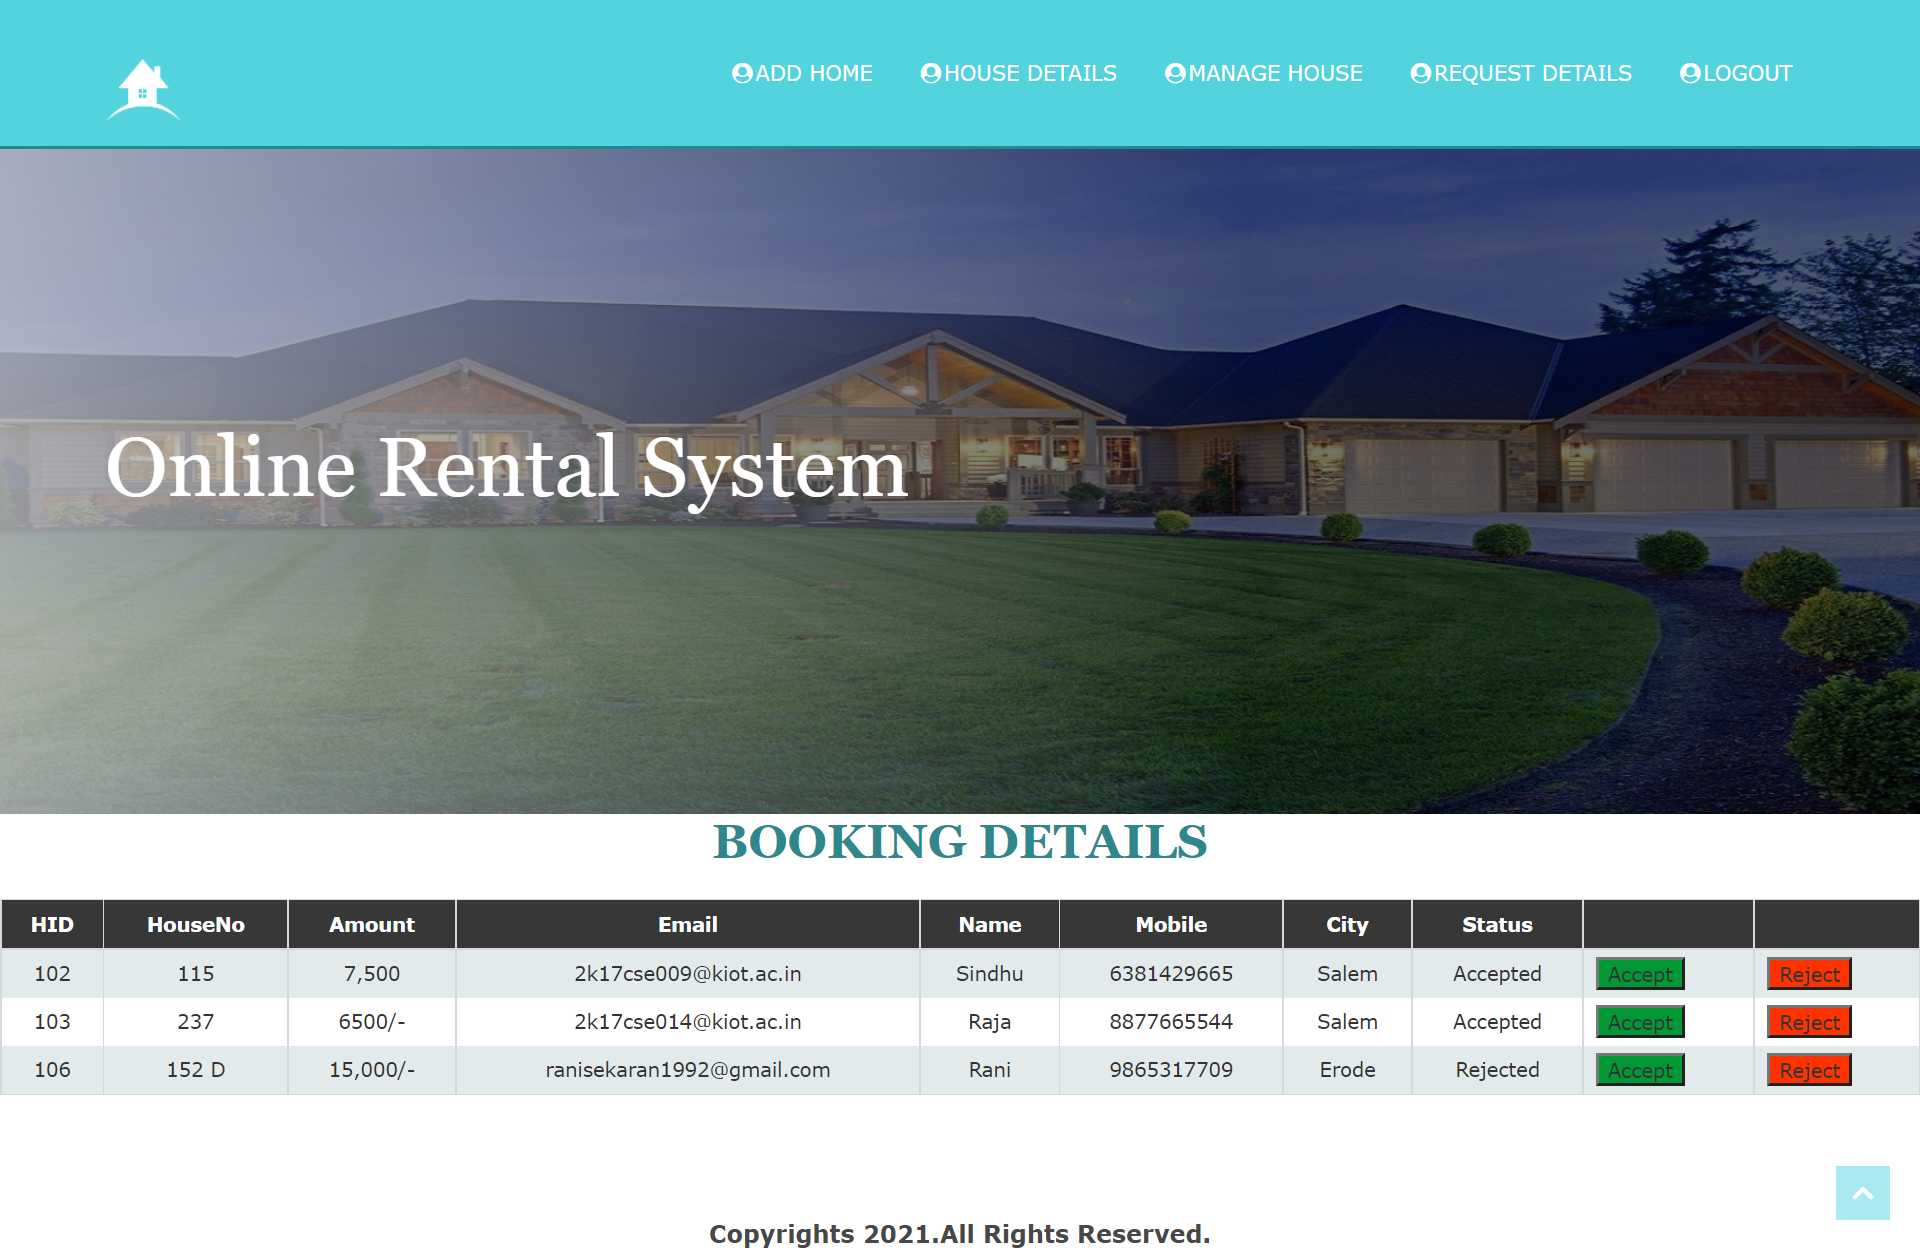 ADD HOME HOUSE DETAILS MANAGE HOUSE REQUEST DETAILS LOGOUT
Online Rental System
BOOKING DETAILS
HID HouseNo Amount Email Name Mobile City Status
102 115 7,500 2k17cse009@kiot.ac.in Sindhu 6381429665 Salem Accepted Accept Reject
103 237 6500/- 2k17cse014@kiot.ac.in Raja 8877665544 Salem Accepted Accept Reject
106 152 D 15,000/- ranisekaran1992@gmail.com Rani 9865317709 Erode Rejected Accept Reject
Copyrights 2021.All Rights Reserved.